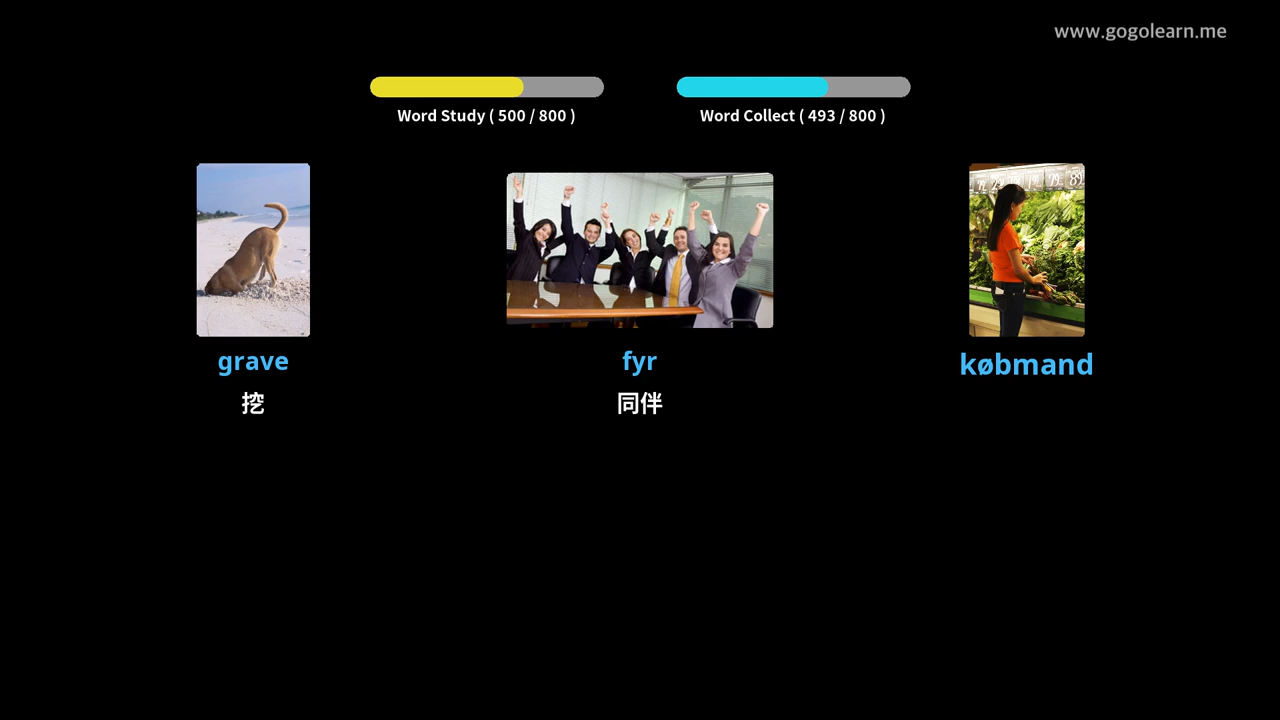 www.gogolearn.me
Word Study ( 500 / 800 )
Word Collect ( 493 / 800 )
grave
fyr
købmand
挖
同伴